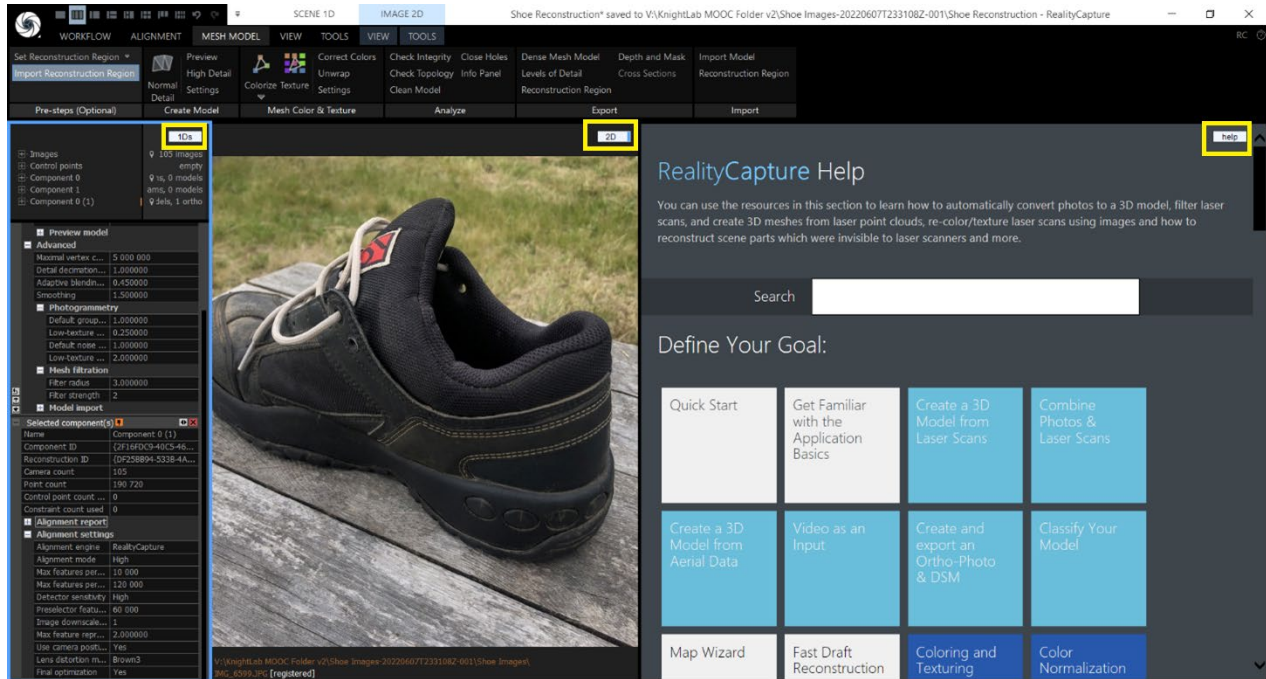 SCENE 1D IMAGE 2D Shoe Reconstruction* saved to V:\KnightLab MOOC Folder v2\Shoe Images-20220607T233108Z-001\Shoe Reconstruction - RealityCapture
WORKFLOW ALIGNMENT MESH MODEL VIEW TOOLS VIEW TOOLS RC
Set Reconstruction Region
Import Reconstruction Region
Pre-steps (Optional)
Normal Detail
Preview
High Detail
Settings
Create Model
Colorize Texture
Correct Colors
Unwrap
Settings
Mesh Color & Texture
Check Integrity Close Holes
Check Topology Info Panel
Clean Model
Analyze
Dense Mesh Model Depth and Mask
Levels of Detail Cross Sections
Reconstruction Region
Export
Import Model
Reconstruction Region
Import
1Ds
Images 105 images
Control points empty
Component 0 ıs, 0 models
Component 1 ams, 0 models
Component 0 (1) dels, 1 ortho
Preview model
Advanced
Maximal vertex c... 5 000 000
Detail decimation... 1.000000
Adaptive blendin... 0.450000
Smoothing 1.500000
Photogrammetry
Default group... 1.000000
Low-texture ... 0.250000
Default noise ... 1.000000
Low-texture ... 2.000000
Mesh filtration
Filter radius 3.000000
Filter strength 2
Model import
Selected component(s)
Name Component 0 (1)
Component ID {2F16FDC9-40C5-46...
Reconstruction ID {DF25BB94-533B-4A...
Camera count 105
Point count 190 720
Control point count ... 0
Constraint count used 0
Alignment report
Alignment settings
Alignment engine RealityCapture
Alignment mode High
Max features per... 10 000
Max features per... 120 000
Detector sensitivity High
Preselector featu... 60 000
Image downscale... 1
Max feature repr... 2.000000
Use camera positi... Yes
Lens distortion m... Brown3
Final optimization Yes
2D
V:\KnightLab MOOC Folder v2\Shoe Images-20220607T233108Z-001\Shoe Images\
IMG_6599.JPG [registered]
help
RealityCapture Help
You can use the resources in this section to learn how to automatically convert photos to a 3D model, filter laser
scans, and create 3D meshes from laser point clouds, re-color/texture laser scans using images and how to
reconstruct scene parts which were invisible to laser scanners and more.
Search
Define Your Goal:
Quick Start
Get Familiar
with the
Application
Basics
Create a 3D
Model from
Laser Scans
Combine
Photos &
Laser Scans
Create a 3D
Model from
Aerial Data
Video as an
Input
Create and
export an
Ortho-Photo
& DSM
Classify Your
Model
Map Wizard
Fast Draft
Reconstruction
Coloring and
Texturing
Color
Normalization